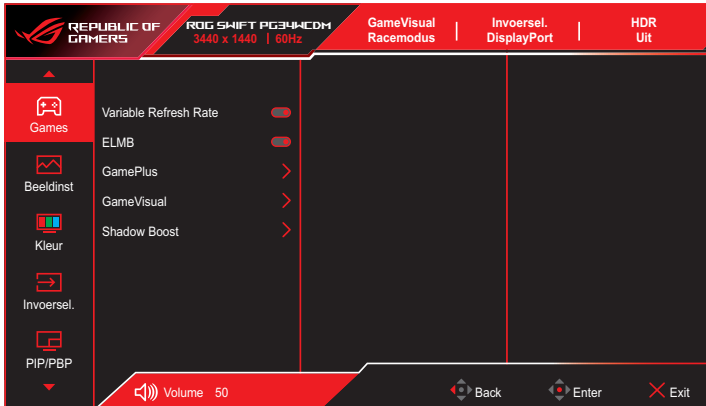 REPUBLIC OF
GAMERS
ROG SWIFT PG34WCDM
3440 x 1440 | 60Hz
GameVisual
Racemodus
Invoersel.
DisplayPort
HDR
Uit
Games
Beeldinst
Kleur
Invoersel.
PIP/PBP
Variable Refresh Rate
ELMB
GamePlus
GameVisual
Shadow Boost
Volume 50
Back
Enter
Exit